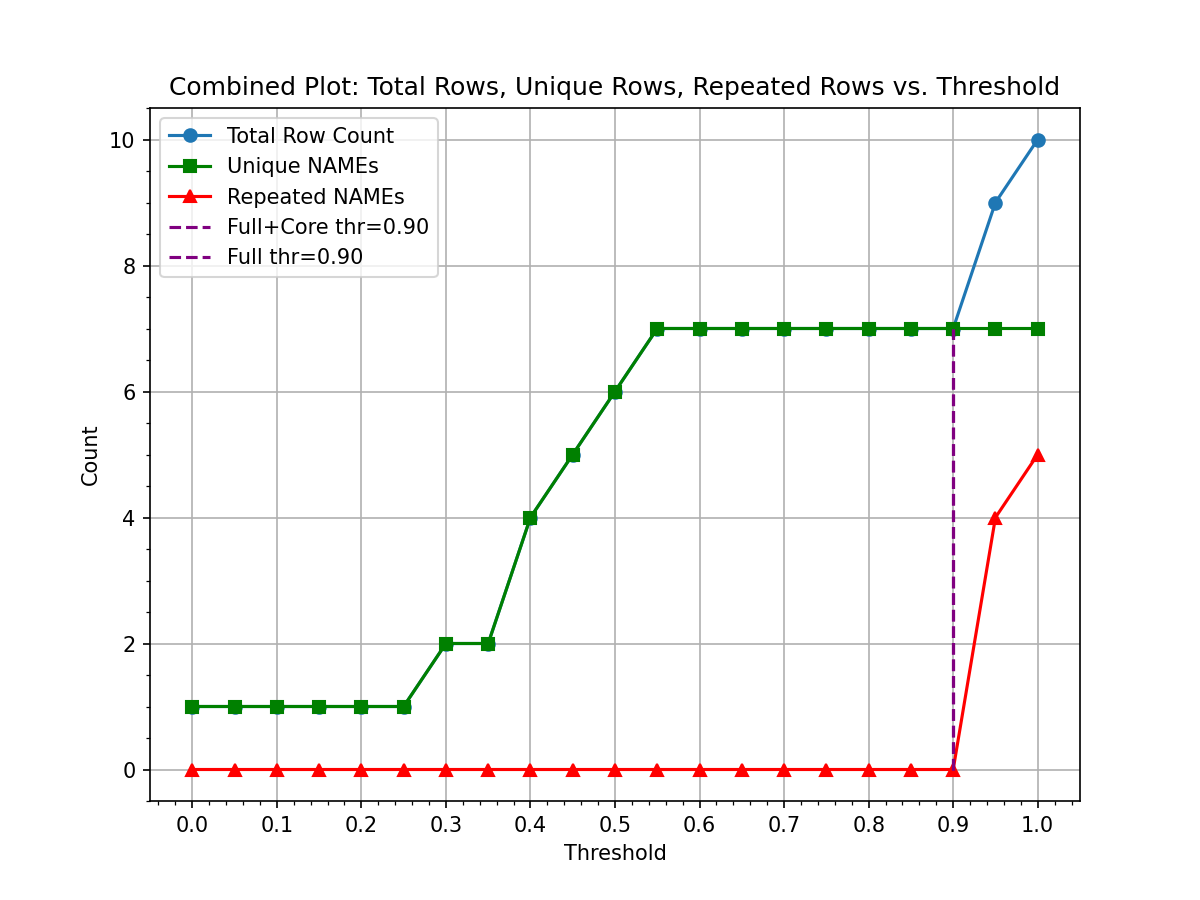 Combined Plot: Total Rows, Unique Rows, Repeated Rows vs. Threshold
Total Row Count
Unique NAMEs
Repeated NAMEs
Full+Core thr=0.90
Full thr=0.90
10
8
6
4
2
0
Count
0.0 0.1 0.2 0.3 0.4 0.5 0.6 0.7 0.8 0.9 1.0
Threshold